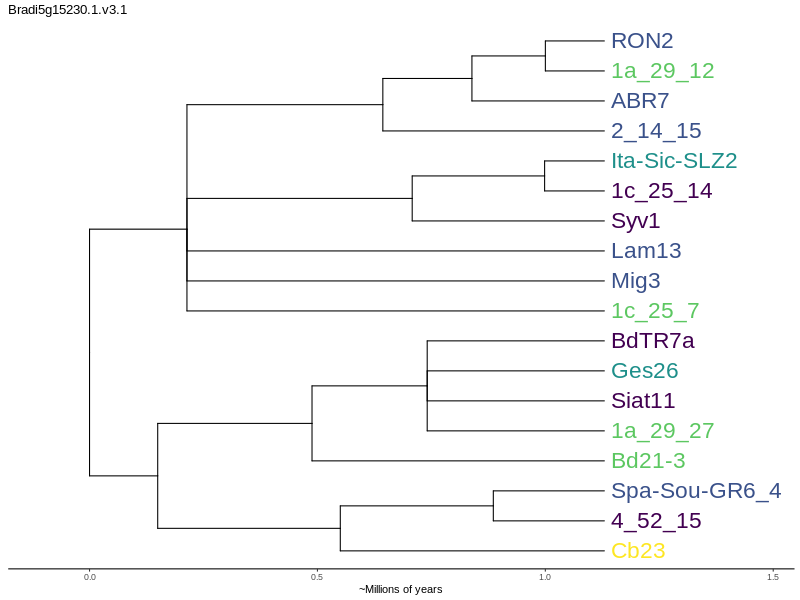 Bradi5g15230.1.v3.1
RON2
1a_29_12
ABR7
2_14_15
Ita-Sic-SLZ2
1c_25_14
Syv1
Lam13
Mig3
1c_25_7
BdTR7a
Ges26
Siat11
1a_29_27
Bd21-3
Spa-Sou-GR6_4
4_52_15
Cb23
0.0 0.5 1.0 1.5
~Millions of years